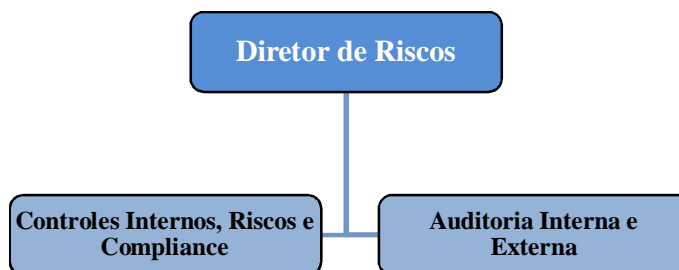 Diretor de Riscos
Controles Internos, Riscos e
Compliance
Auditoria Interna e
Externa